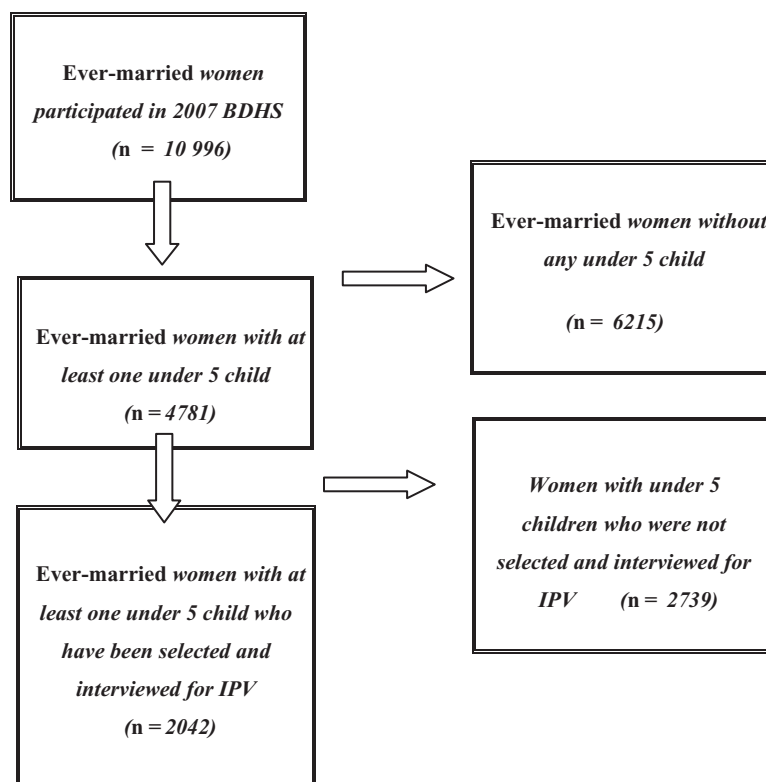 Ever-married women
participated in 2007 BDHS
(n = 10 996)
Ever-married women without
any under 5 child
(n = 6215)
Ever-married women with at
least one under 5 child
(n = 4781)
Women with under 5
children who were not
selected and interviewed for
IPV (n = 2739)
Ever-married women with at
least one under 5 child who
have been selected and
interviewed for IPV
(n = 2042)